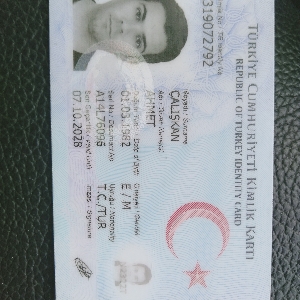 TÜRKİYE CUMHURİYETİ KİMLİK KARTI
REPUBLIC OF TURKEY IDENTITY CARD
319072792
Soyadı / Surname
ÇALIŞKAN
Adı / Given Name(s)
AHMET
Doğum Tarihi / Date of Birth
01.03.1982
Cinsiyeti / Gender
E / M
Seri No / Document No
A14L76095
Uyruğu / Nationality
T.C./TUR
Son Geçerlilik / Valid Until
07.10.2028
İmzası / Signature